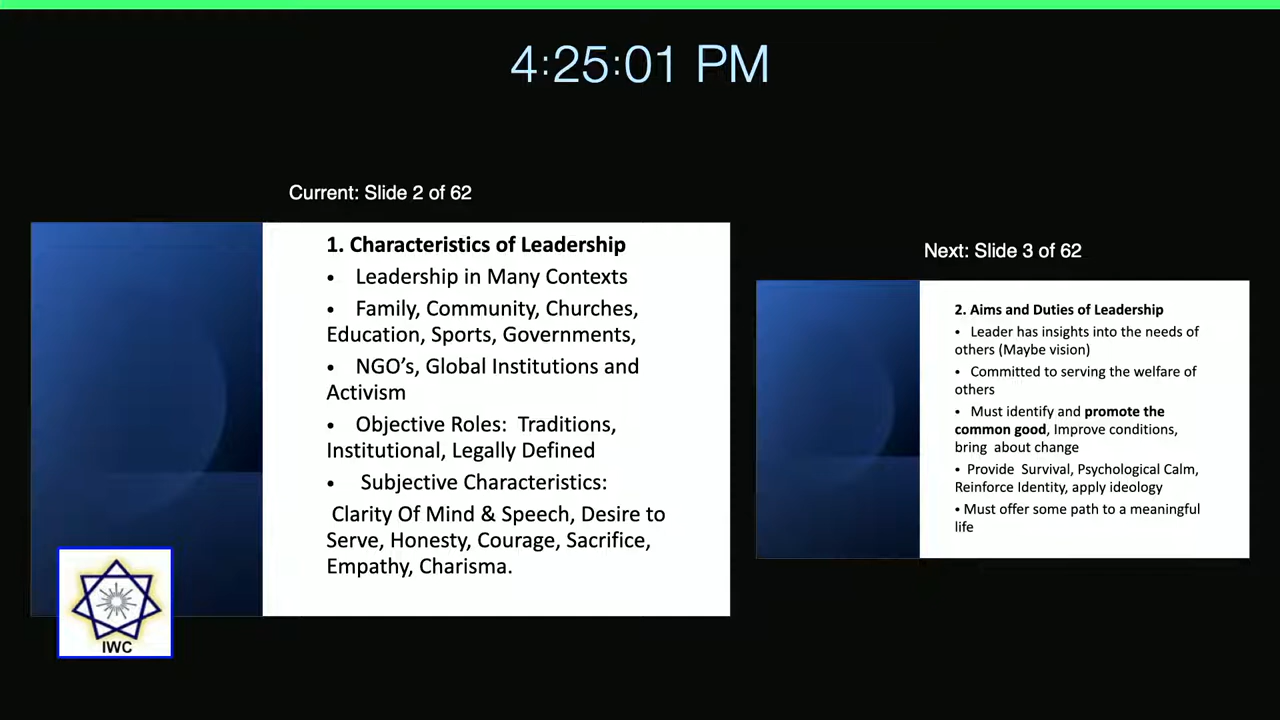 4:25:01 PM
Current: Slide 2 of 62
1. Characteristics of Leadership
• Leadership in Many Contexts
• Family, Community, Churches,
Education, Sports, Governments,
• NGO’s, Global Institutions and
Activism
• Objective Roles: Traditions,
Institutional, Legally Defined
• Subjective Characteristics:
Clarity Of Mind & Speech, Desire to
Serve, Honesty, Courage, Sacrifice,
Empathy, Charisma.
IWC
Next: Slide 3 of 62
2. Aims and Duties of Leadership
• Leader has insights into the needs of
others (Maybe vision)
• Committed to serving the welfare of
others
• Must identify and promote the
common good, Improve conditions,
bring about change
• Provide Survival, Psychological Calm,
Reinforce Identity, apply ideology
• Must offer some path to a meaningful
life